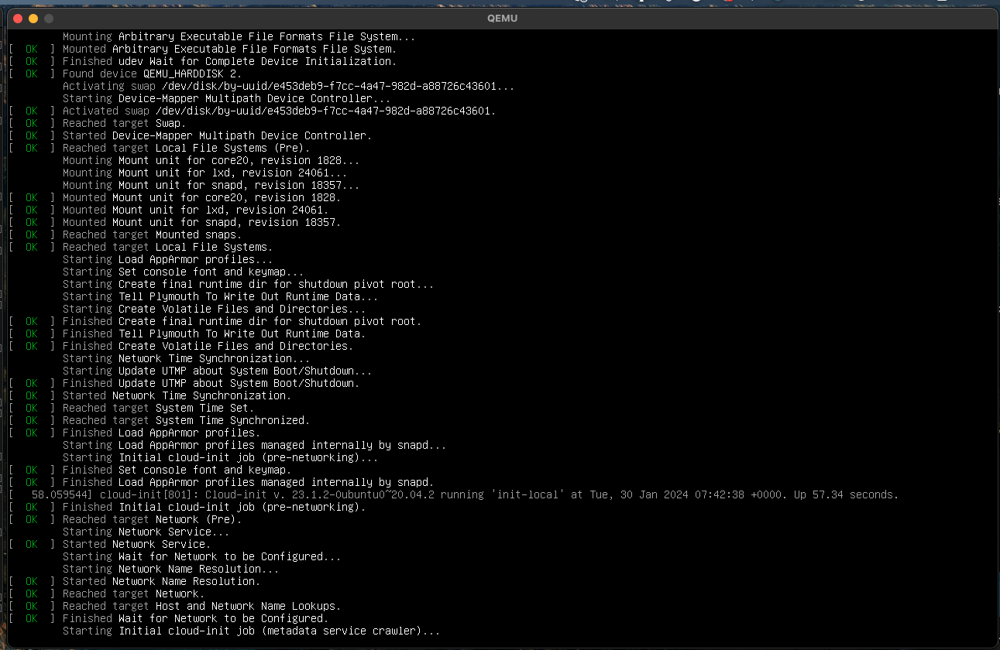 QEMU
Mounting Arbitrary Executable File Formats File System...
[  OK  ] Mounted Arbitrary Executable File Formats File System.
[  OK  ] Finished udev Wait for Complete Device Initialization.
[  OK  ] Found device QEMU_HARDDISK 2.
Activating swap /dev/disk/by-uuid/e453deb9-f7cc-4a47-982d-a88726c43601...
Starting Device-Mapper Multipath Device Controller...
[  OK  ] Activated swap /dev/disk/by-uuid/e453deb9-f7cc-4a47-982d-a88726c43601.
[  OK  ] Reached target Swap.
[  OK  ] Started Device-Mapper Multipath Device Controller.
[  OK  ] Reached target Local File Systems (Pre).
Mounting Mount unit for core20, revision 1828...
Mounting Mount unit for lxd, revision 24061...
Mounting Mount unit for snapd, revision 18357...
[  OK  ] Mounted Mount unit for core20, revision 1828.
[  OK  ] Mounted Mount unit for lxd, revision 24061.
[  OK  ] Mounted Mount unit for snapd, revision 18357.
[  OK  ] Reached target Mounted snaps.
[  OK  ] Reached target Local File Systems.
Starting Load AppArmor profiles...
Starting Set console font and keymap...
Starting Create final runtime dir for shutdown pivot root...
Starting Tell Plymouth To Write Out Runtime Data...
Starting Create Volatile Files and Directories...
[  OK  ] Finished Create final runtime dir for shutdown pivot root.
[  OK  ] Finished Tell Plymouth To Write Out Runtime Data.
[  OK  ] Finished Create Volatile Files and Directories.
Starting Network Time Synchronization...
Starting Update UTMP about System Boot/Shutdown...
[  OK  ] Finished Update UTMP about System Boot/Shutdown.
[  OK  ] Started Network Time Synchronization.
[  OK  ] Reached target System Time Set.
[  OK  ] Reached target System Time Synchronized.
[  OK  ] Finished Load AppArmor profiles.
Starting Load AppArmor profiles managed internally by snapd...
Starting Initial cloud-init job (pre-networking)...
[  OK  ] Finished Set console font and keymap.
[  OK  ] Finished Load AppArmor profiles managed internally by snapd.
[   58.059544] cloud-init[801]: Cloud-init v. 23.1.2-0ubuntu0~20.04.2 running 'init-local' at Tue, 30 Jan 2024 07:42:38 +0000. Up 57.34 seconds.
[  OK  ] Finished Initial cloud-init job (pre-networking).
[  OK  ] Reached target Network (Pre).
Starting Network Service...
[  OK  ] Started Network Service.
Starting Wait for Network to be Configured...
Starting Network Name Resolution...
[  OK  ] Started Network Name Resolution.
[  OK  ] Reached target Network.
[  OK  ] Reached target Host and Network Name Lookups.
[  OK  ] Finished Wait for Network to be Configured.
Starting Initial cloud-init job (metadata service crawler)...